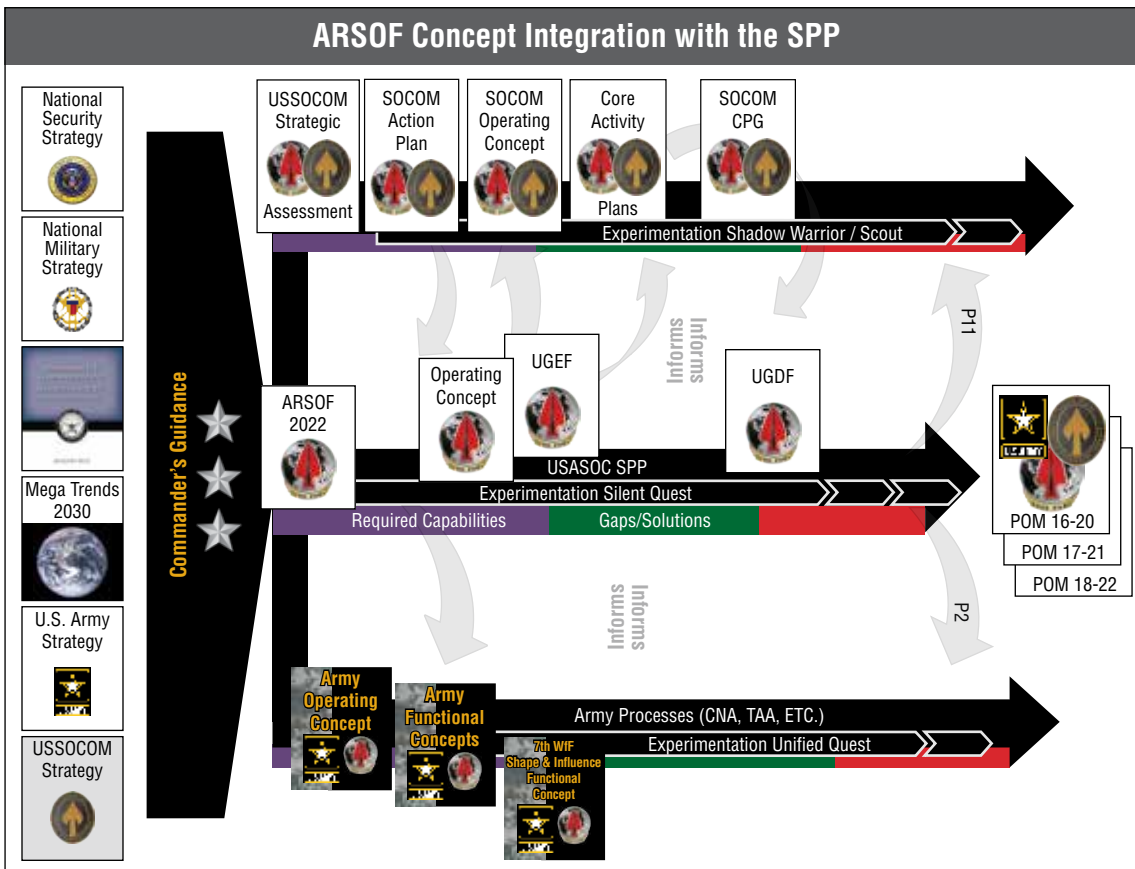 ARSOF Concept Integration with the SPP
National
Security
Strategy
National
Military
Strategy
Mega Trends
2030
U.S. Army
Strategy
USSOCOM
Strategy
Commander's Guidance
USSOCOM
Strategic
Assessment
SOCOM
Action
Plan
SOCOM
Operating
Concept
Core
Activity
Plans
SOCOM
CPG
Experimentation Shadow Warrior / Scout
Informs
Informs
P11
ARSOF
2022
Operating
Concept
UGEF
UGDF
USASOC SPP
Experimentation Silent Quest
Required Capabilities
Gaps/Solutions
U.S.ARMY
POM 16-20
POM 17-21
POM 18-22
Informs
Informs
P2
Army
Operating
Concept
Army
Functional
Concepts
7th WfF
Shape & Influence
Functional
Concept
Army Processes (CNA, TAA, ETC.)
Experimentation Unified Quest